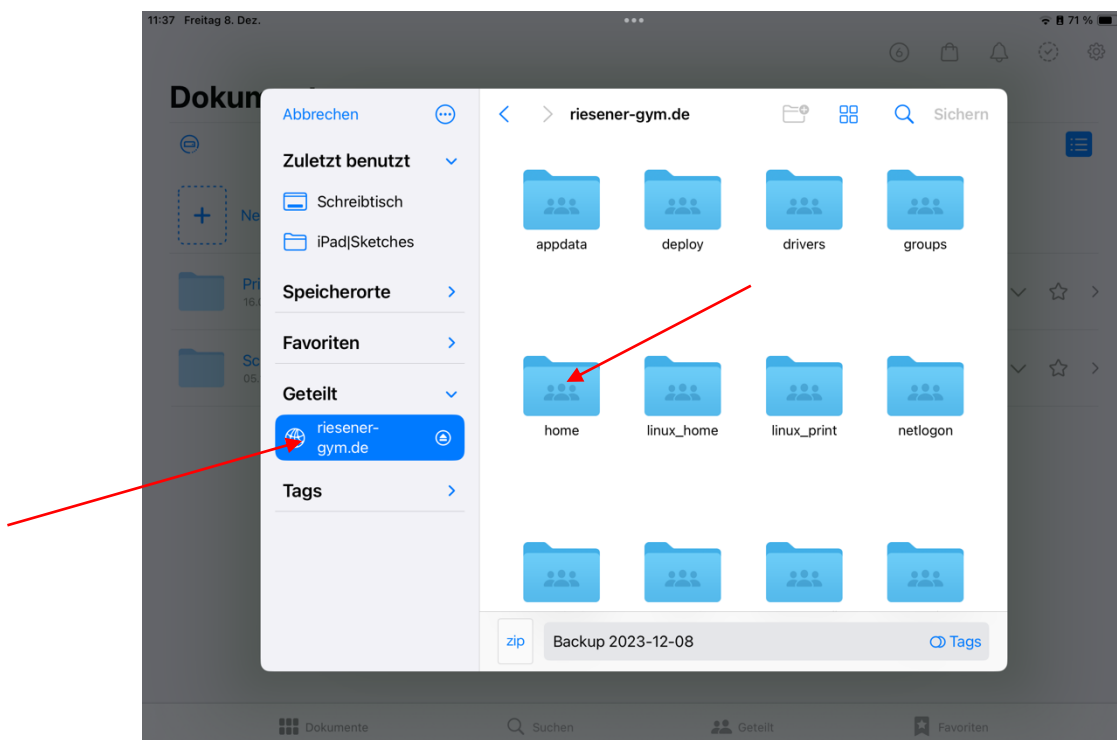 11:37 Freitag 8. Dez.
71 %
6
Dokum
Abbrechen
riesener-gym.de
Sichern
Zuletzt benutzt
Schreibtisch
iPad|Sketches
Speicherorte
Favoriten
Geteilt
riesener-
gym.de
Tags
appdata
deploy
drivers
groups
home
linux_home
linux_print
netlogon
zip
Backup 2023-12-08
Tags
Ne
Pri
16.
Sc
05.
Dokumente
Suchen
Geteilt
Favoriten